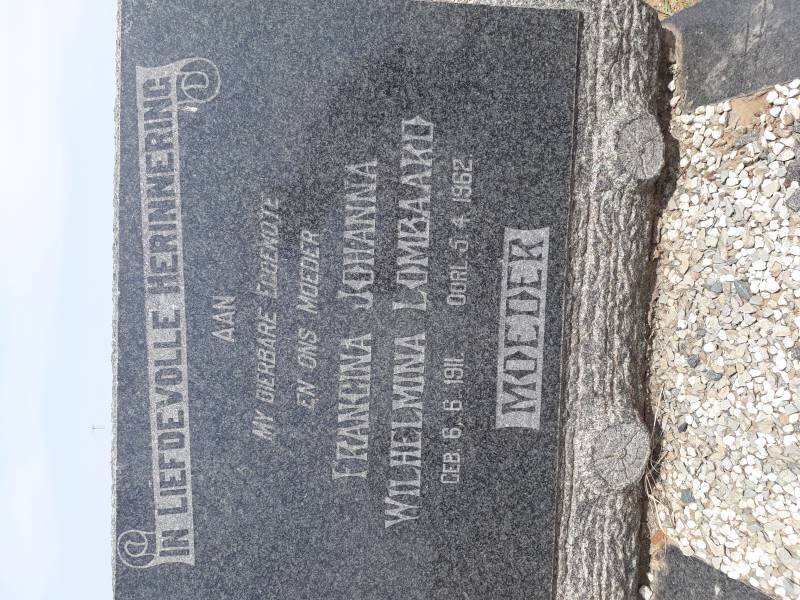 IN LIEFDEVOLLE HERINNERING
AAN
MY DIERBARE EGGENOTE
EN ONS MOEDER
FRANCINA JOHANNA
WILHELMINA LOMBAARD
GEB. 6. 6. 1911. OORL. 5. 4. 1962.
MOEDER